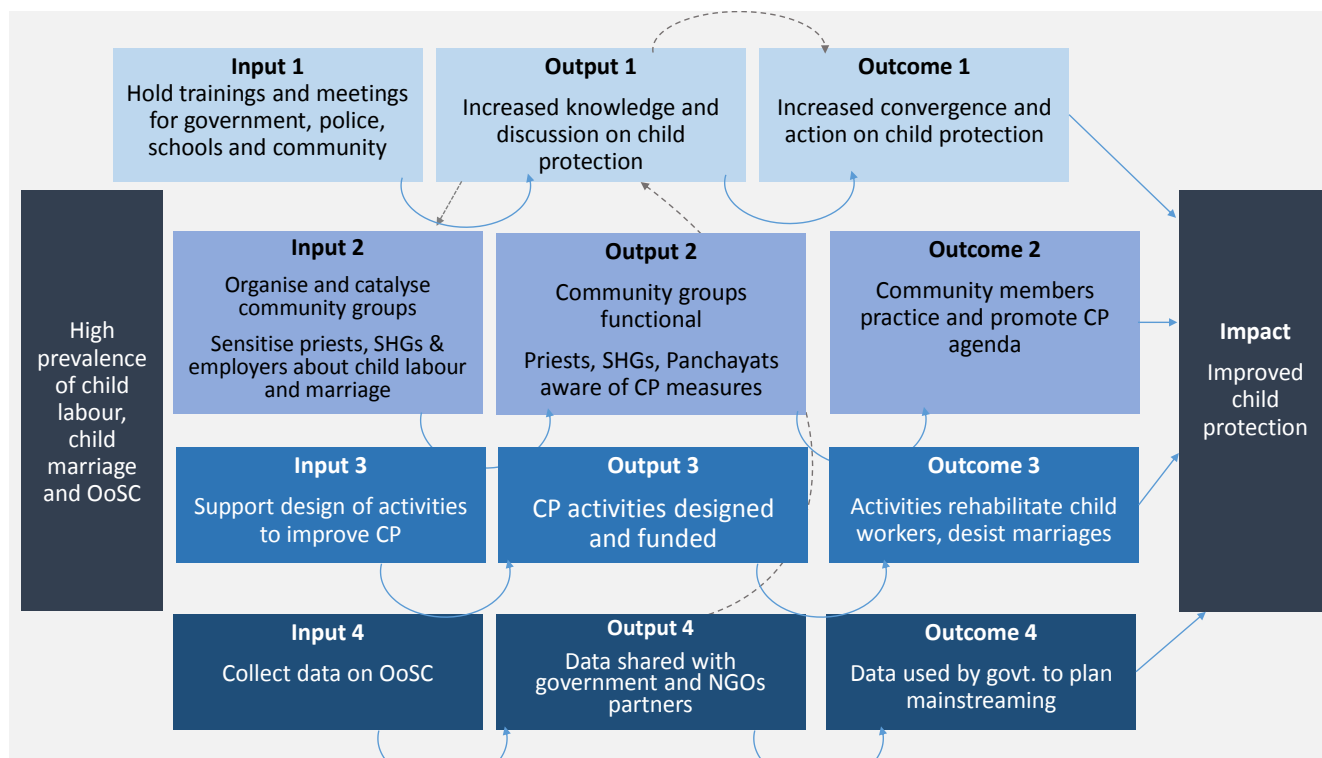 High
prevalence
of child
labour,
child
marriage
and OoSC
Input 1
Hold trainings and meetings
for government, police,
schools and community
Output 1
Increased knowledge and
discussion on child
protection
Outcome 1
Increased convergence and
action on child protection
Input 2
Organise and catalyse
community groups
Sensitise priests, SHGs &
employers about child labour
and marriage
Output 2
Community groups
functional
Priests, SHGs, Panchayats
aware of CP measures
Outcome 2
Community members
practice and promote CP
agenda
Input 3
Support design of activities
to improve CP
Output 3
CP activities designed
and funded
Outcome 3
Activities rehabilitate child
workers, desist marriages
Input 4
Collect data on OoSC
Output 4
Data shared with
government and NGOs
partners
Outcome 4
Data used by govt. to plan
mainstreaming
Impact
Improved
child
protection